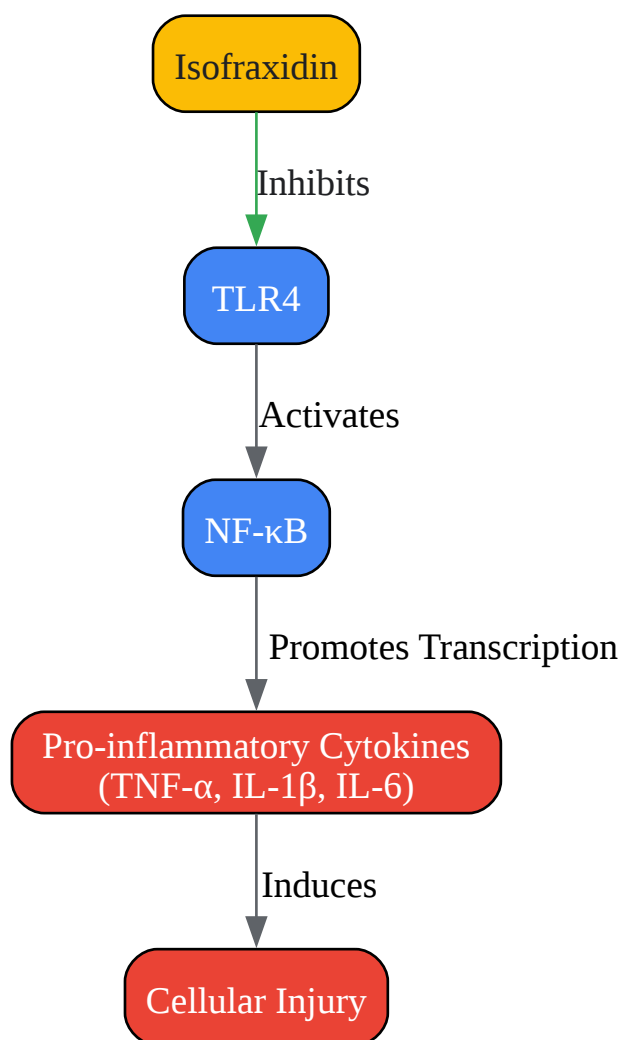 Isofraxidin
Inhibits
TLR4
Activates
NF-κB
Promotes Transcription
Pro-inflammatory Cytokines
(TNF-α, IL-1β, IL-6)
Induces
Cellular Injury